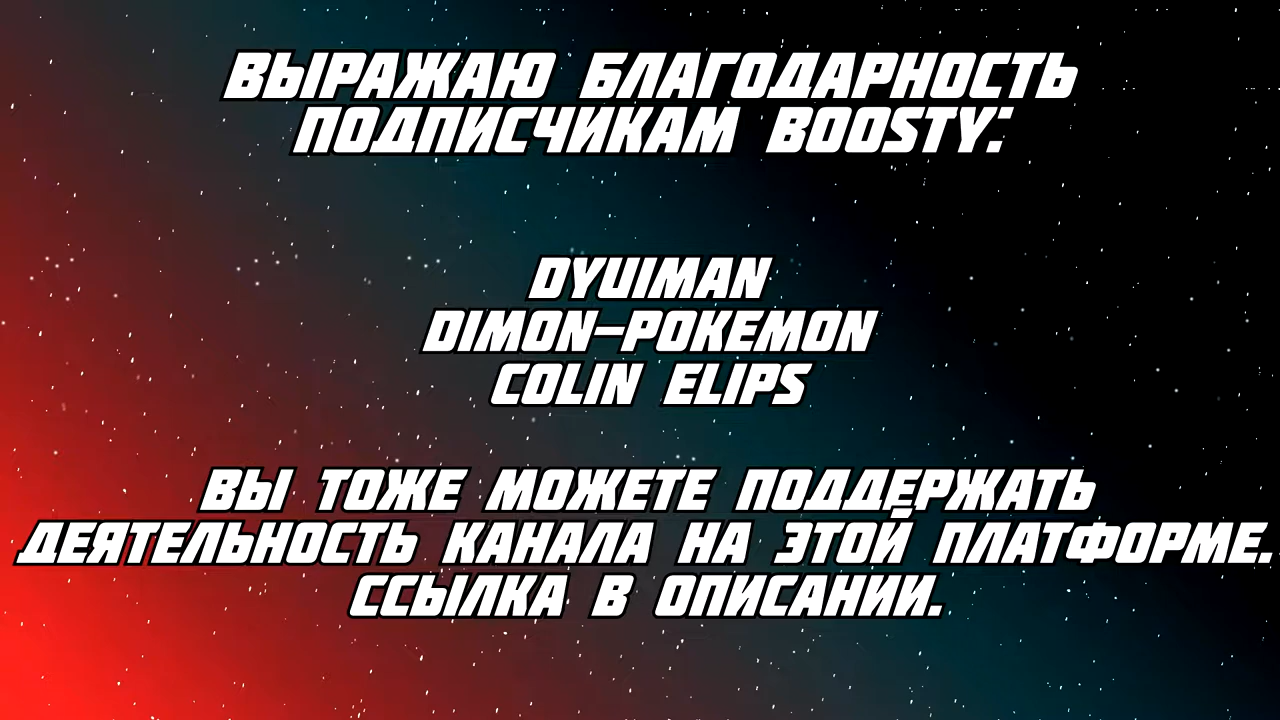 ВЫРАЖАЮ БЛАГОДАРНОСТЬ
ПОДПИСЧИКАМ BOOSTY:
DYUIMAN
DIMON-POKEMON
COLIN ELIPS
ВЫ ТОЖЕ МОЖЕТЕ ПОДДЕРЖАТЬ
ДЕЯТЕЛЬНОСТЬ КАНАЛА НА ЭТОЙ ПЛАТФОРМЕ.
ССЫЛКА В ОПИСАНИИ.